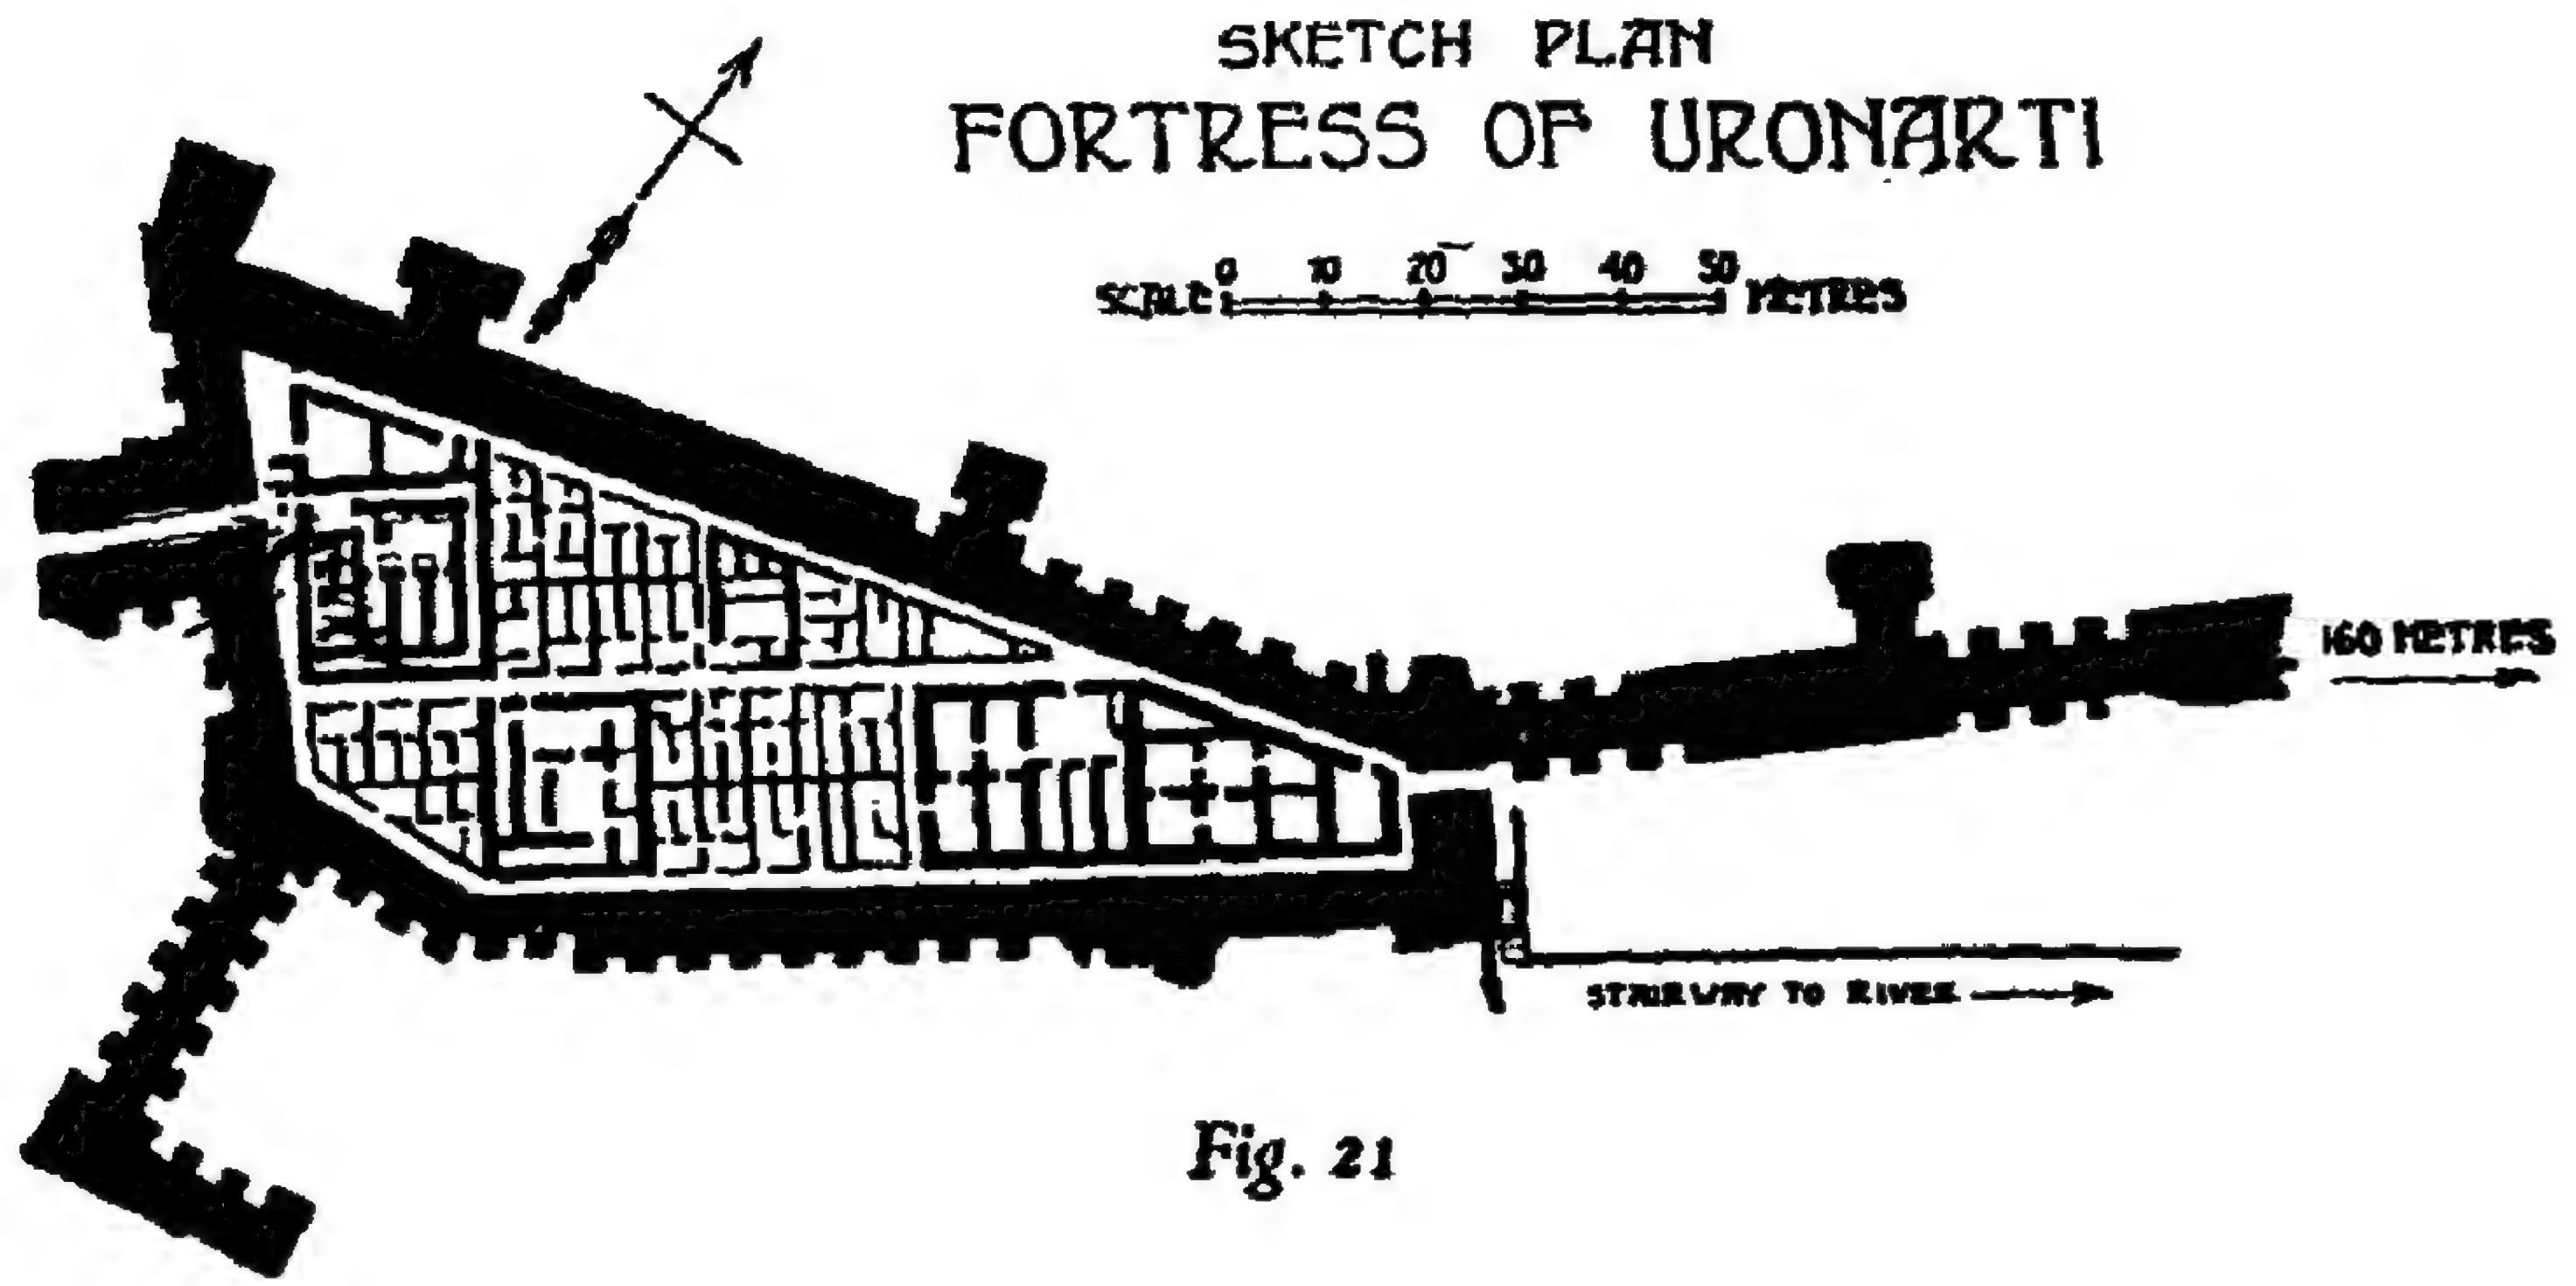 SKETCH PLAN
FORTRESS OF URONARTI
0 10 20 30 40 50
SCALE METRES
160 METRES
STAIRWAY TO RIVER
Fig. 21